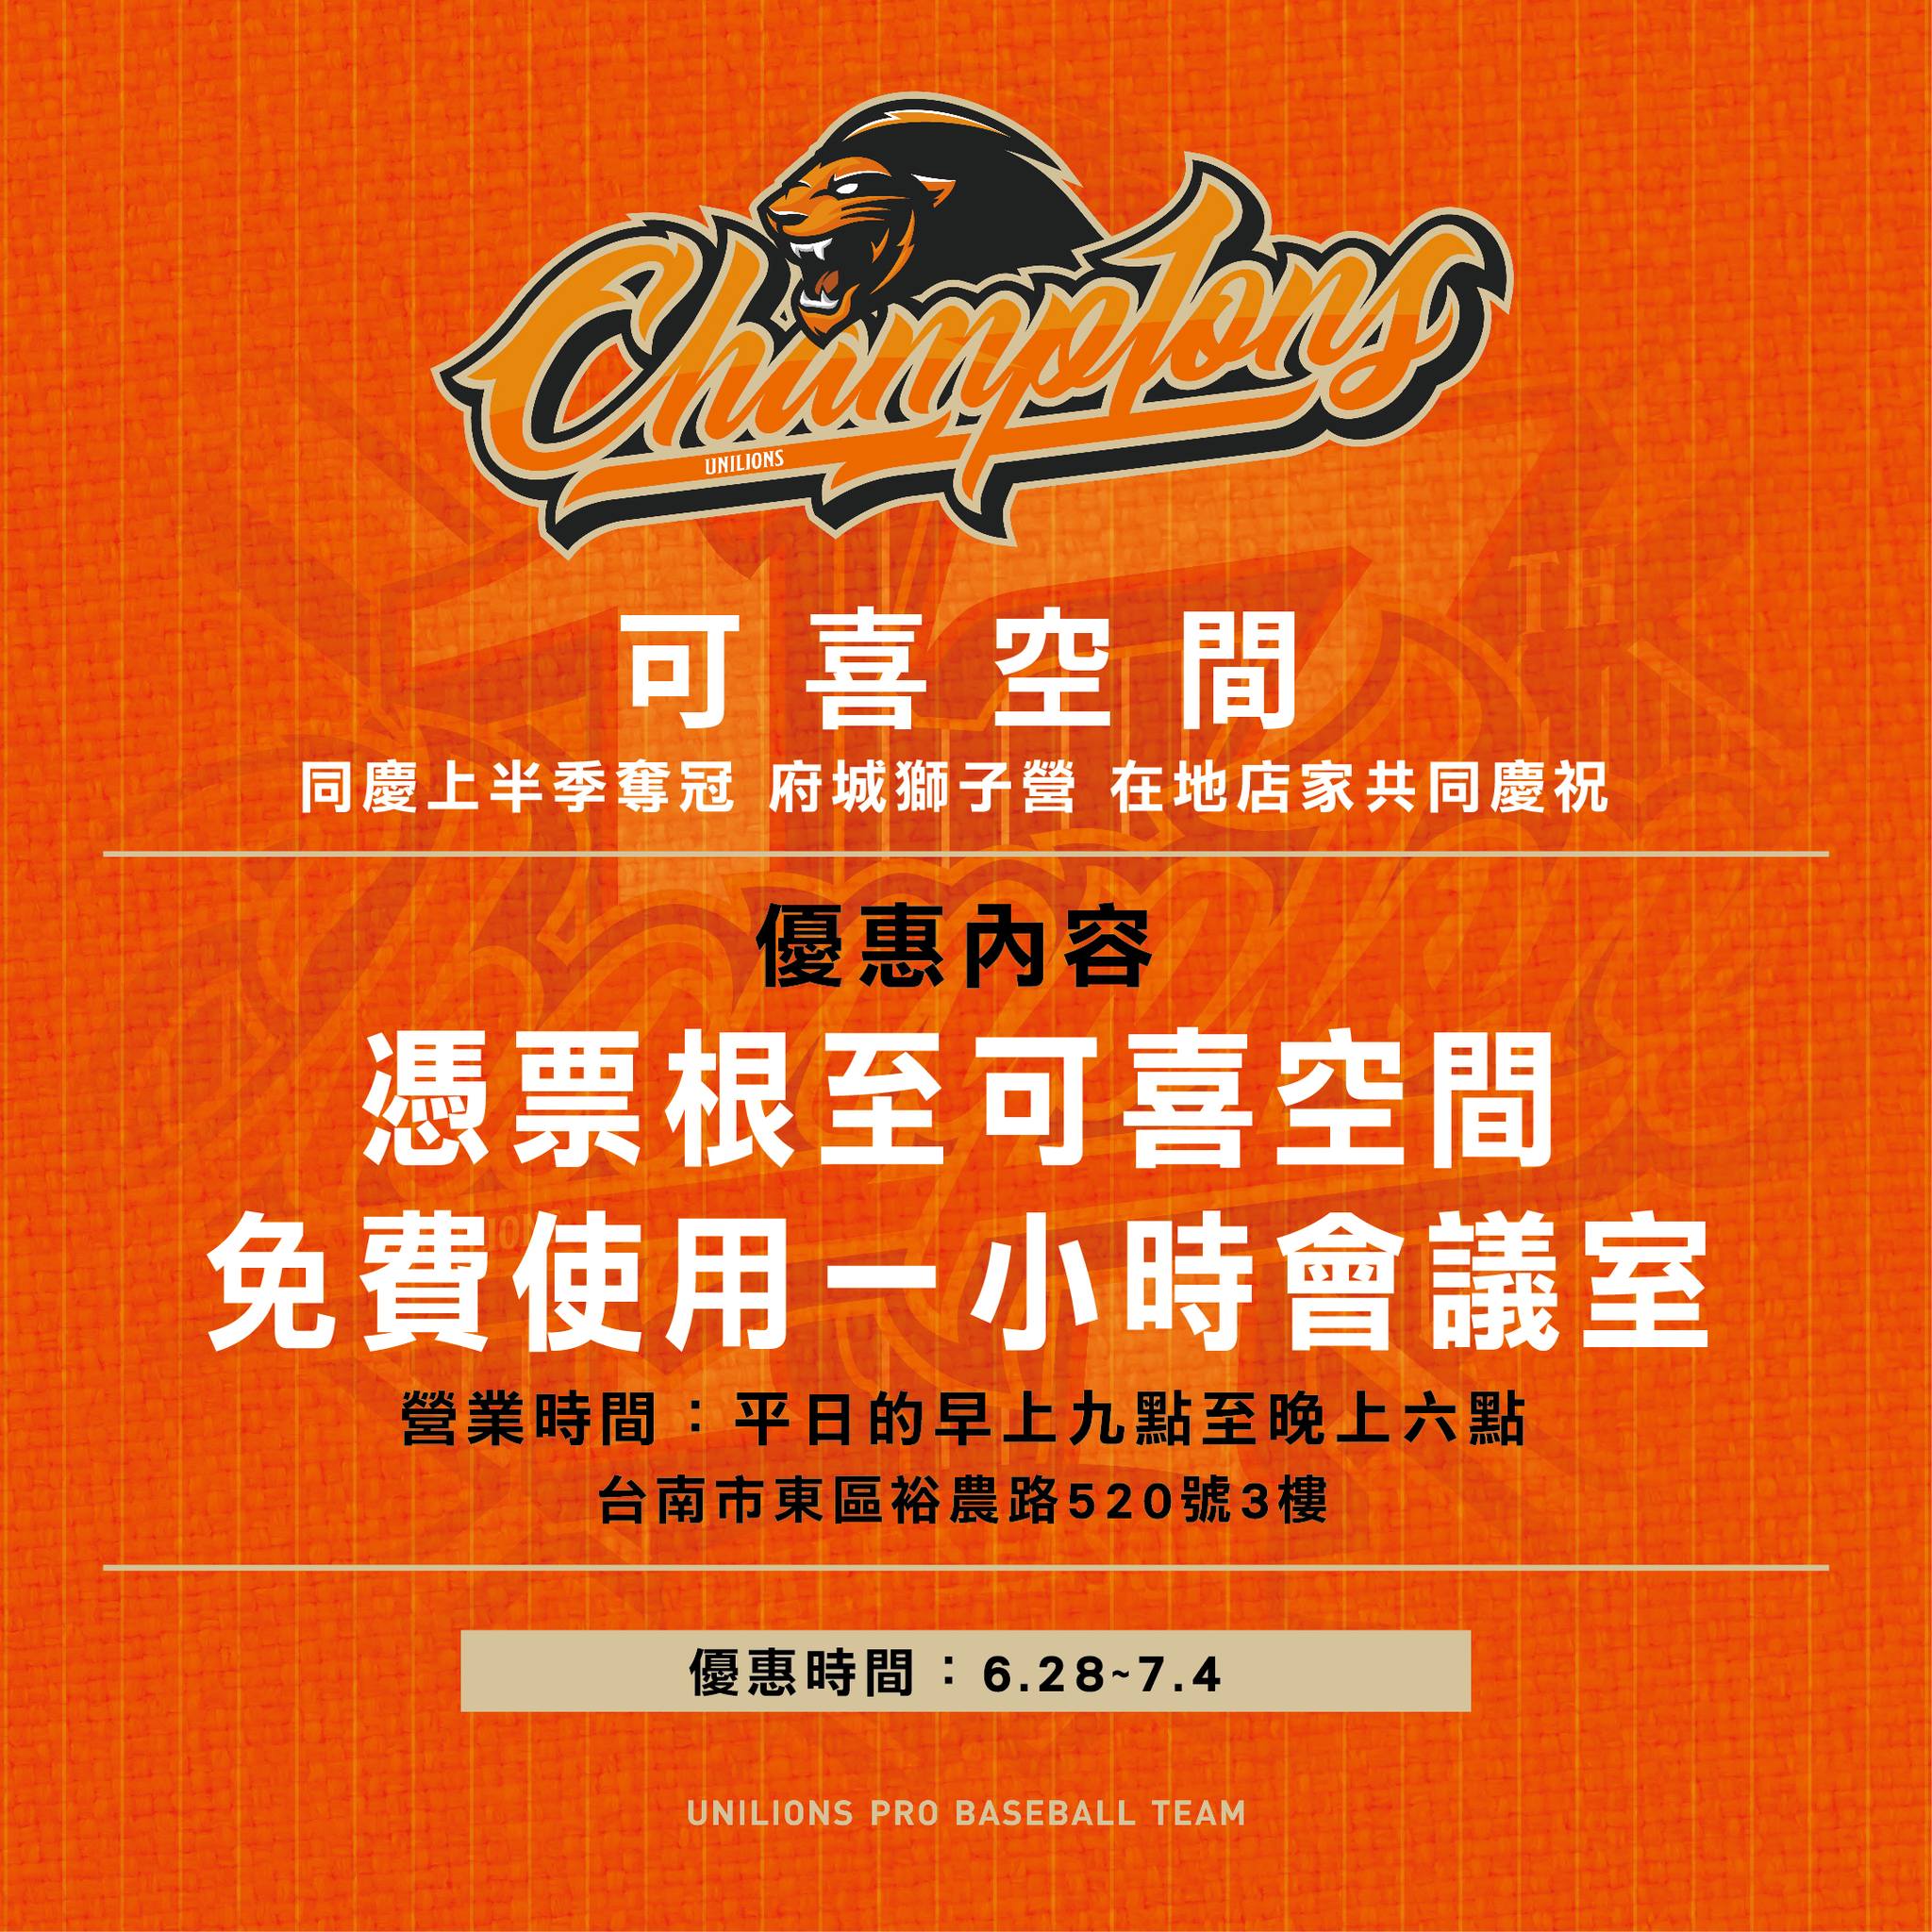 Champ1ons
UNILIONS
TH
可喜空間
同慶上半季奪冠 府城獅子營 在地店家共同慶祝
優惠內容
憑票根至可喜空間
免費使用一小時會議室
營業時間：平日的早上九點至晚上六點
台南市東區裕農路520號3樓
優惠時間：6.28~7.4
UNILIONS PRO BASEBALL TEAM